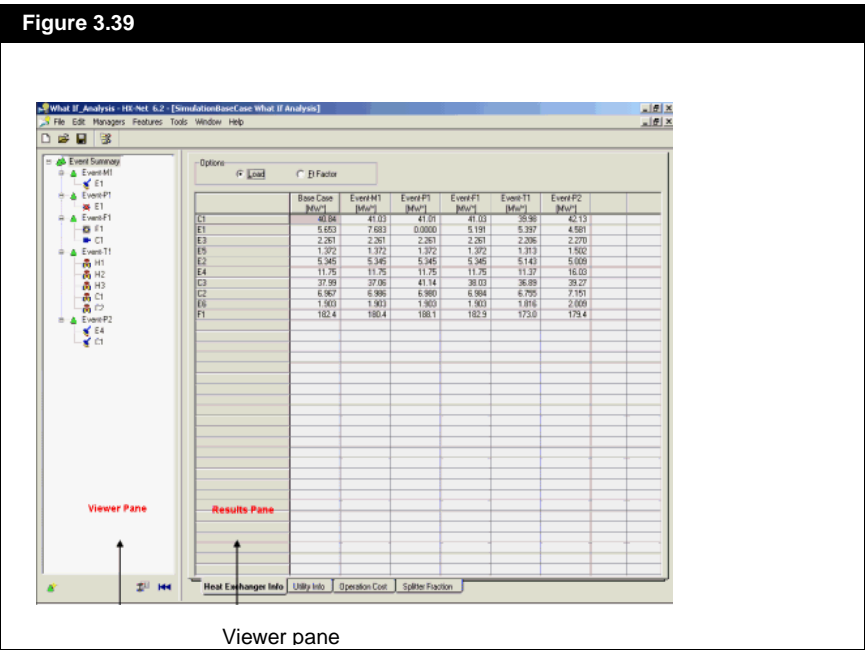 Figure 3.39
What If_Analysis - HX-Net 6.2 - [SimulationBaseCase What If Analysis]
File Edit Managers Features Tools Window Help
Event Summary
Event-M1
E1
Event-P1
E1
Event-F1
F1
C1
Event-T1
H1
H2
H3
C1
C2
Event-P2
E4
C1
Viewer Pane
Options
Load Ft Factor
Base Case Event-M1 Event-P1 Event-F1 Event-T1 Event-P2
[MW*] [MW*] [MW*] [MW*] [MW*] [MW*]
C1 40.84 41.03 41.01 41.03 39.98 42.13
E1 5.653 7.683 0.0000 5.191 5.397 4.581
E3 2.261 2.261 2.261 2.261 2.206 2.270
E5 1.372 1.372 1.372 1.372 1.313 1.502
E2 5.345 5.345 5.345 5.345 5.143 5.009
E4 11.75 11.75 11.75 11.75 11.37 16.03
C3 37.99 37.06 41.14 38.03 36.89 39.27
C2 6.967 6.986 6.980 6.984 6.795 7.151
E6 1.903 1.903 1.903 1.903 1.816 2.009
F1 182.4 180.4 188.1 182.9 173.0 179.4
Results Pane
Heat Exchanger Info Utility Info Operation Cost Splitter Fraction
Viewer pane